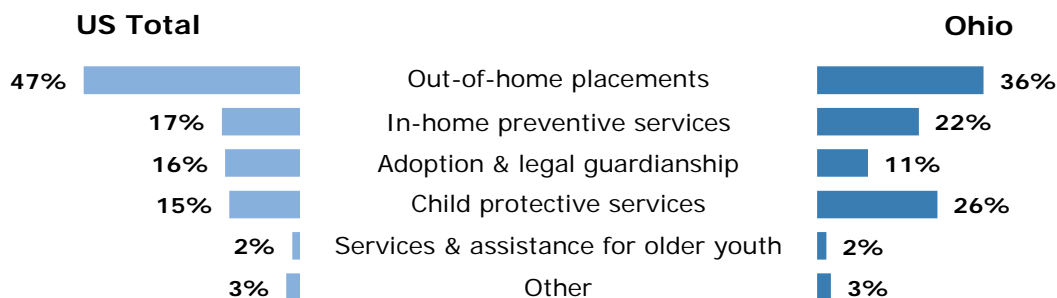 US Total Ohio
47% Out-of-home placements 36%
17% In-home preventive services 22%
16% Adoption & legal guardianship 11%
15% Child protective services 26%
2% Services & assistance for older youth 2%
3% Other 3%